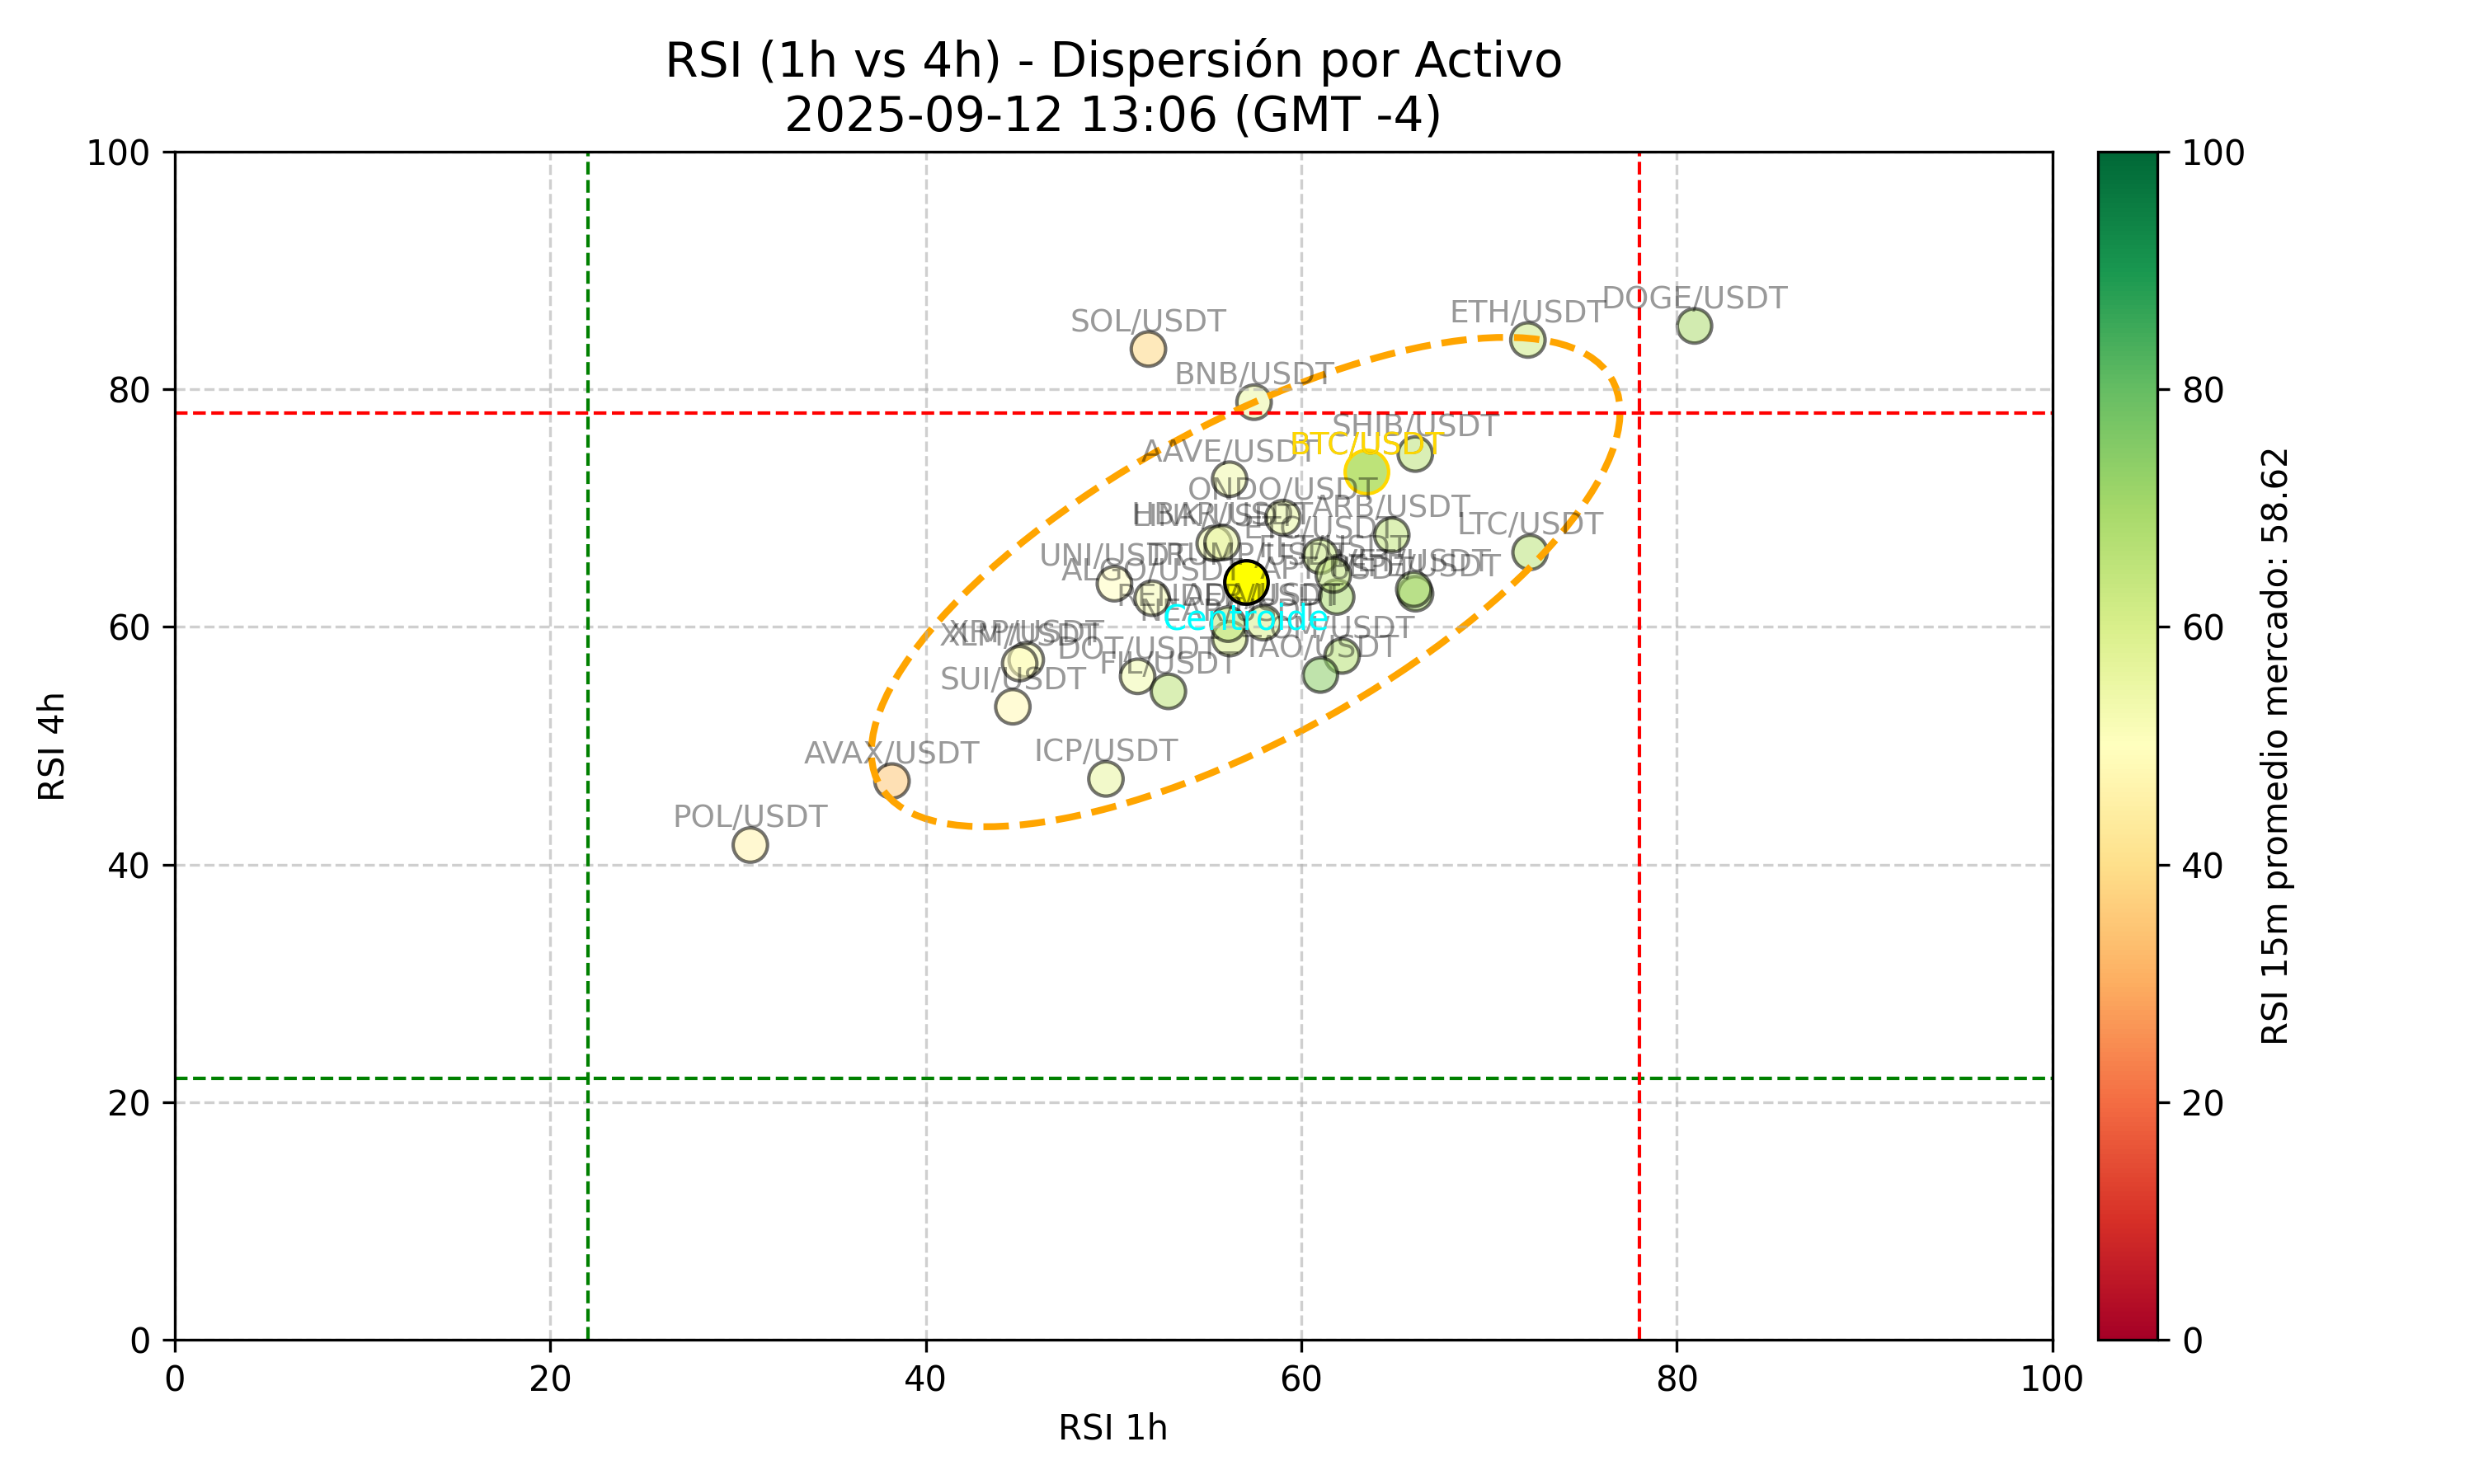 RSI (1h vs 4h) - Dispersión por Activo
2025-09-12 13:06 (GMT -4)
100
80
60
40
20
0
RSI 4h
DOGE/USDT
ETH/USDT
SOL/USDT
BNB/USDT
SHIB/USDT
BTC/USDT
AAVE/USDT
ONDO/USDT
ARB/USDT
LTC/USDT
UNI/USDT
ALGO/USDT
Centroide
XLM/USDT
XRP/USDT
DOT/USDT
TAO/USDT
FIL/USDT
SUI/USDT
AVAX/USDT
ICP/USDT
POL/USDT
0
20
40
60
80
100
RSI 1h
100
80
60
40
20
0
RSI 15m promedio mercado: 58.62